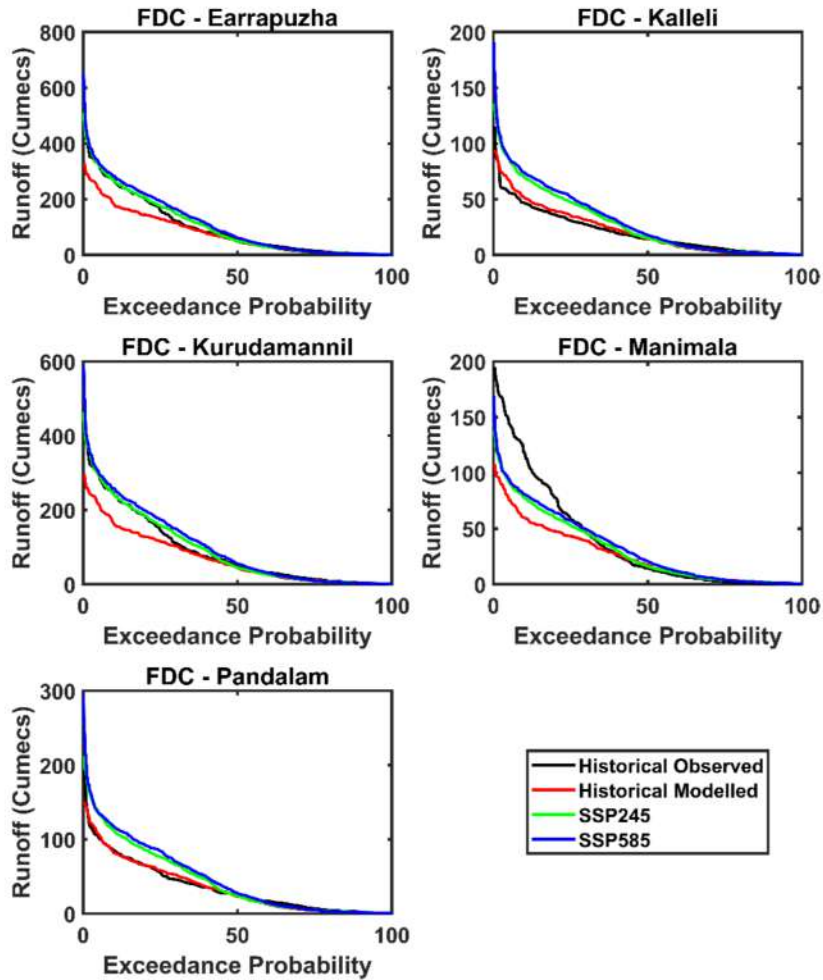 FDC - Earrapuzha
800
600
400
200
0
Runoff (Cumecs)
0 50 100
Exceedance Probability
FDC - Kalleli
200
150
100
50
0
Runoff (Cumecs)
0 50 100
Exceedance Probability
FDC - Kurudamannil
600
400
200
0
Runoff (Cumecs)
0 50 100
Exceedance Probability
FDC - Manimala
200
150
100
50
0
Runoff (Cumecs)
0 50 100
Exceedance Probability
FDC - Pandalam
300
200
100
0
Runoff (Cumecs)
0 50 100
Exceedance Probability
Historical Observed
Historical Modelled
SSP245
SSP585